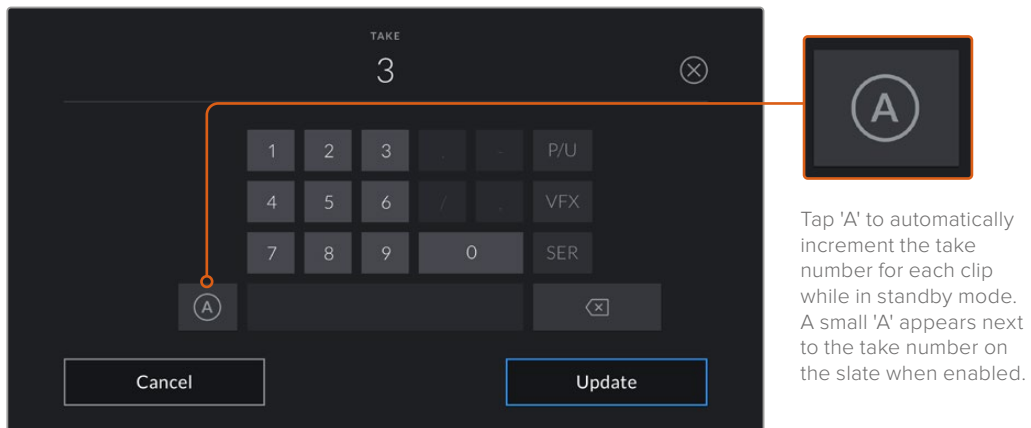 TAKE
3
1 2 3 . - P/U
4 5 6 / , VFX
7 8 9 0 SER
A
Cancel Update
A
Tap 'A' to automatically
increment the take
number for each clip
while in standby mode.
A small 'A' appears next
to the take number on
the slate when enabled.